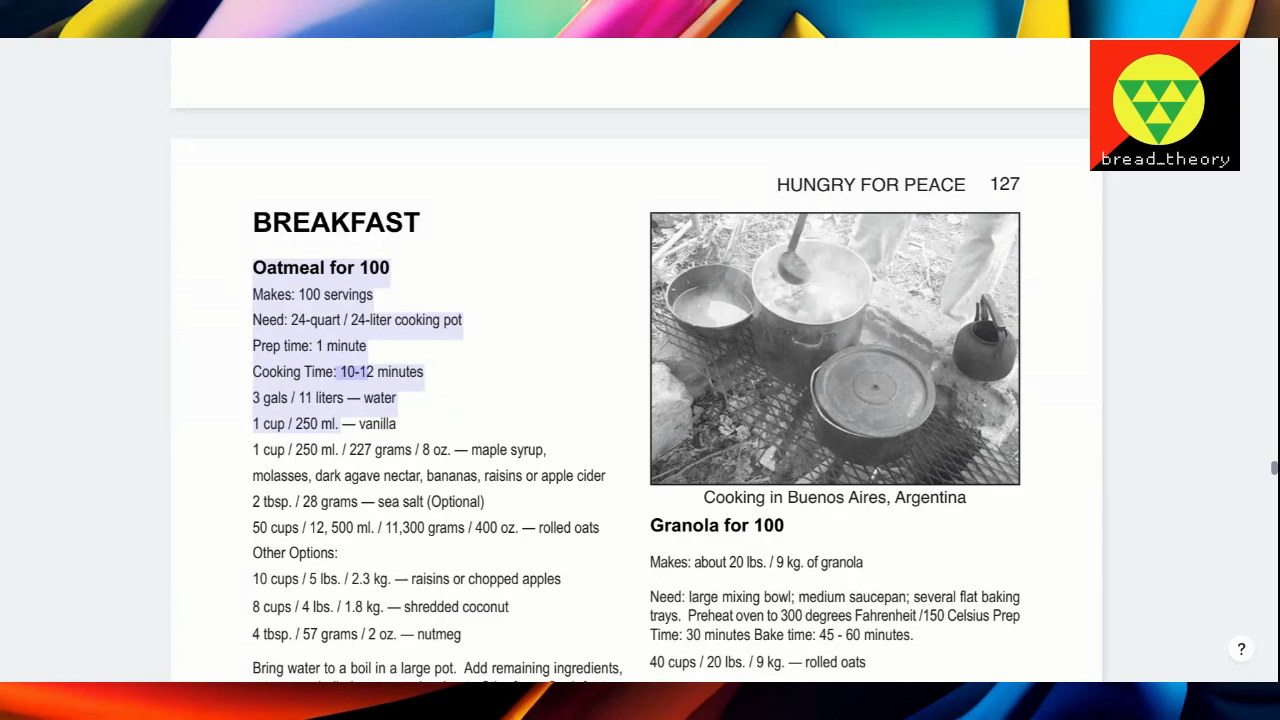 bread_theory
HUNGRY FOR PEACE 127
BREAKFAST
Oatmeal for 100
Makes: 100 servings
Need: 24-quart / 24-liter cooking pot
Prep time: 1 minute
Cooking Time: 10-12 minutes
3 gals / 11 liters — water
1 cup / 250 ml. — vanilla
1 cup / 250 ml. / 227 grams / 8 oz. — maple syrup,
molasses, dark agave nectar, bananas, raisins or apple cider
2 tbsp. / 28 grams — sea salt (Optional)
50 cups / 12, 500 ml. / 11,300 grams / 400 oz. — rolled oats
Other Options:
10 cups / 5 lbs. / 2.3 kg. — raisins or chopped apples
8 cups / 4 lbs. / 1.8 kg. — shredded coconut
4 tbsp. / 57 grams / 2 oz. — nutmeg
Bring water to a boil in a large pot.  Add remaining ingredients,
Cooking in Buenos Aires, Argentina
Granola for 100
Makes: about 20 lbs. / 9 kg. of granola
Need: large mixing bowl; medium saucepan; several flat baking
trays.  Preheat oven to 300 degrees Fahrenheit /150 Celsius Prep
Time: 30 minutes Bake time: 45 - 60 minutes.
40 cups / 20 Lbs. / 9 kg. — rolled oats
?